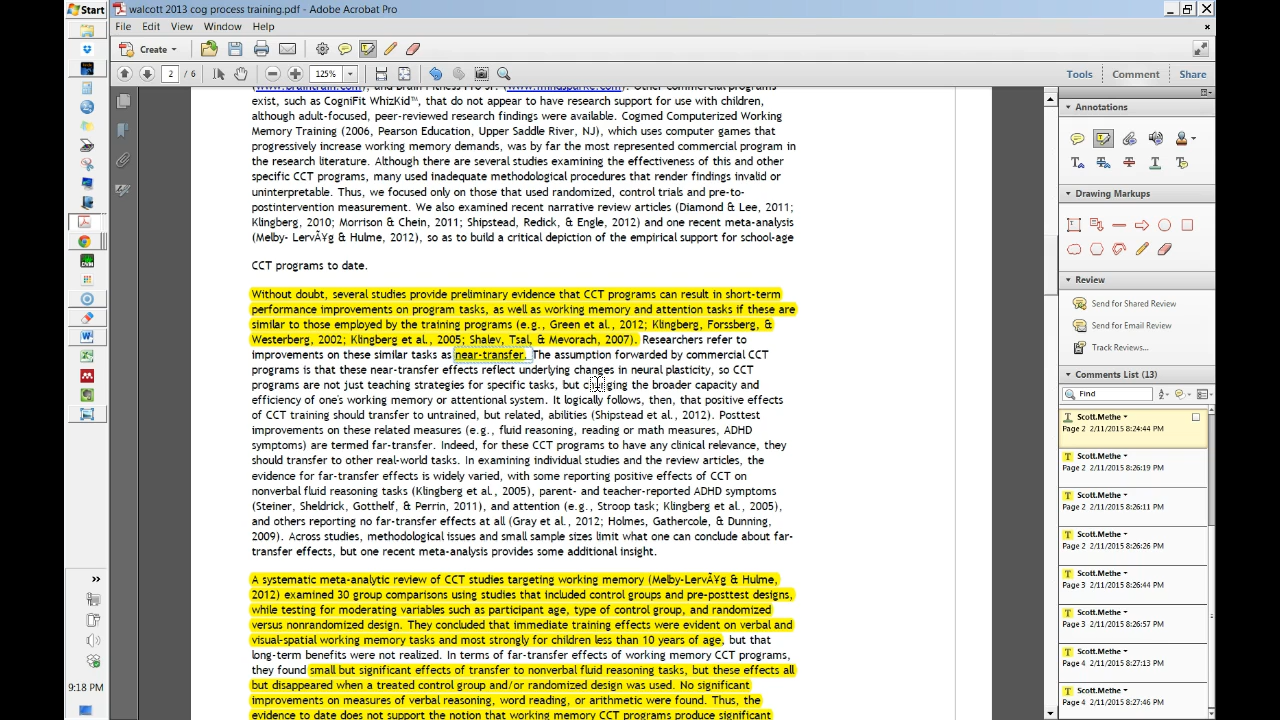 Start
walcott 2013 cog process training.pdf - Adobe Acrobat Pro
File Edit View Window Help
Create
2 / 6 125% Tools Comment Share
(www.braintrain.com), and Brain Fitness Pro SP. (www.mindsparke.com). Other commercial programs
exist, such as CogniFit WhizKid™, that do not appear to have research support for use with children,
although adult-focused, peer-reviewed research findings were available. Cogmed Computerized Working
Memory Training (2006, Pearson Education, Upper Saddle River, NJ), which uses computer games that
progressively increase working memory demands, was by far the most represented commercial program in
the research literature. Although there are several studies examining the effectiveness of this and other
specific CCT programs, many used inadequate methodological procedures that render findings invalid or
uninterpretable. Thus, we focused only on those that used randomized, control trials and pre-to-
postintervention measurement. We also examined recent narrative review articles (Diamond & Lee, 2011;
Klingberg, 2010; Morrison & Chein, 2011; Shipstead, Redick, & Engle, 2012) and one recent meta-analysis
(Melby- LervÃ¥g & Hulme, 2012), so as to build a critical depiction of the empirical support for school-age
CCT programs to date.
Without doubt, several studies provide preliminary evidence that CCT programs can result in short-term
performance improvements on program tasks, as well as working memory and attention tasks if these are
similar to those employed by the training programs (e.g., Green et al., 2012; Klingberg, Forssberg, &
Westerberg, 2002; Klingberg et al., 2005; Shalev, Tsal, & Mevorach, 2007). Researchers refer to
improvements on these similar tasks as near-transfer. The assumption forwarded by commercial CCT
programs is that these near-transfer effects reflect underlying changes in neural plasticity, so CCT
programs are not just teaching strategies for specific tasks, but changing the broader capacity and
efficiency of one's working memory or attentional system. It logically follows, then, that positive effects
of CCT training should transfer to untrained, but related, abilities (Shipstead et al., 2012). Posttest
improvements on these related measures (e.g., fluid reasoning, reading or math measures, ADHD
symptoms) are termed far-transfer. Indeed, for these CCT programs to have any clinical relevance, they
should transfer to other real-world tasks. In examining individual studies and the review articles, the
evidence for far-transfer effects is widely varied, with some reporting positive effects of CCT on
nonverbal fluid reasoning tasks (Klingberg et al., 2005), parent- and teacher-reported ADHD symptoms
(Steiner, Sheldrick, Gotthelf, & Perrin, 2011), and attention (e.g., Stroop task; Klingberg et al., 2005),
and others reporting no far-transfer effects at all (Gray et al., 2012; Holmes, Gathercole, & Dunning,
2009). Across studies, methodological issues and small sample sizes limit what one can conclude about far-
transfer effects, but one recent meta-analysis provides some additional insight.
A systematic meta-analytic review of CCT studies targeting working memory (Melby-LervÃ¥g & Hulme,
2012) examined 30 group comparisons using studies that included control groups and pre-posttest designs,
while testing for moderating variables such as participant age, type of control group, and randomized
versus nonrandomized design. They concluded that immediate training effects were evident on verbal and
visual-spatial working memory tasks and most strongly for children less than 10 years of age, but that
long-term benefits were not realized. In terms of far-transfer effects of working memory CCT programs,
they found small but significant effects of transfer to nonverbal fluid reasoning tasks, but these effects all
but disappeared when a treated control group and/or randomized design was used. No significant
improvements on measures of verbal reasoning, word reading, or arithmetic were found. Thus, the
evidence to date does not support the notion that working memory CCT programs produce significant
Annotations
Drawing Markups
Review
Send for Shared Review
Send for Email Review
Track Reviews...
Comments List (13)
Find
Scott.Methe
Page 2 2/11/2015 8:24:44 PM
Scott.Methe
Page 2 2/11/2015 8:26:19 PM
Scott.Methe
Page 2 2/11/2015 8:26:11 PM
Scott.Methe
Page 3 2/11/2015 8:26:26 PM
Scott.Methe
Page 3 2/11/2015 8:26:44 PM
Scott.Methe
Page 3 2/11/2015 8:26:57 PM
Scott.Methe
Page 4 2/11/2015 8:27:13 PM
Scott.Methe
Page 4 2/11/2015 8:27:46 PM
9:18 PM